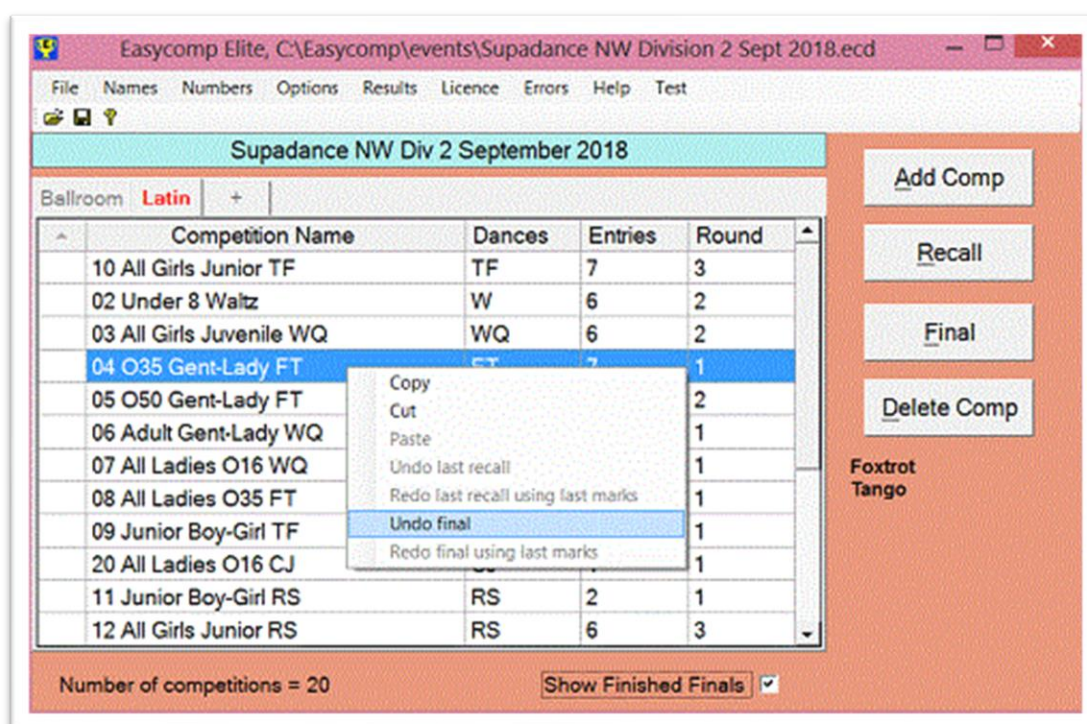 Easycomp Elite, C:\Easycomp\events\Supadance NW Division 2 Sept 2018.ecd
File Names Numbers Options Results Licence Errors Help Test
Supadance NW Div 2 September 2018
Ballroom Latin +
Competition Name Dances Entries Round
10 All Girls Junior TF TF 7 3
02 Under 8 Waltz W 6 2
03 All Girls Juvenile WQ WQ 6 2
04 O35 Gent-Lady FT FT 7 1
05 O50 Gent-Lady FT 2
06 Adult Gent-Lady WQ 1
07 All Ladies O16 WQ 1
08 All Ladies O35 FT 1
09 Junior Boy-Girl TF 1
20 All Ladies O16 CJ 1
11 Junior Boy-Girl RS RS 2 1
12 All Girls Junior RS RS 6 3
Copy
Cut
Paste
Undo last recall
Redo last recall using last marks
Undo final
Redo final using last marks
Number of competitions = 20
Show Finished Finals
Add Comp
Recall
Final
Delete Comp
Foxtrot
Tango